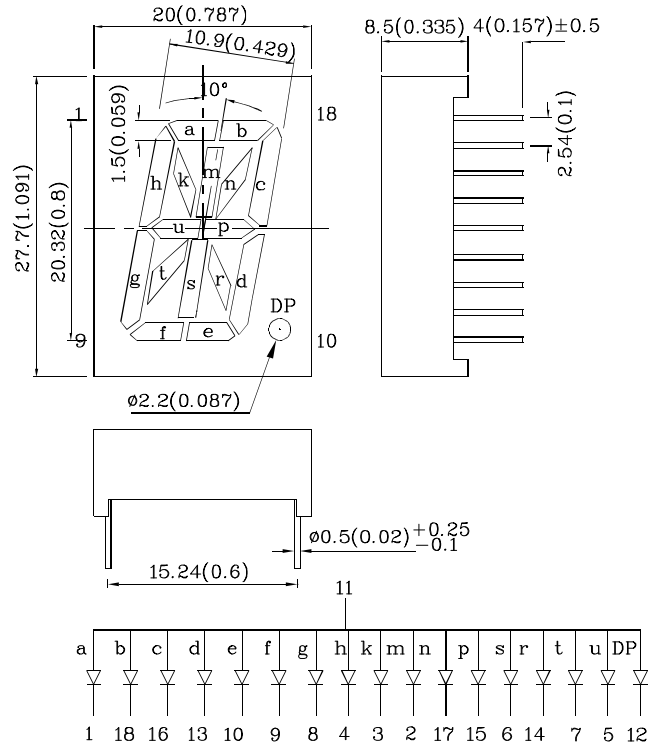 20(0.787)
8.5(0.335) 4(0.157)±0.5
10.9(0.429)
10°
1 18
1.5(0.059)
2.54(0.1)
a b
m
h k n c
27.7(1.091)
20.32(0.8)
u p
g t s r d
DP
f e
9 10
ø2.2(0.087)
ø0.5(0.02)+0.25
−0.1
15.24(0.6)
11
a b c d e f g h k m n p s r t u DP
1 18 16 13 10 9 8 4 3 2 17 15 6 14 7 5 12